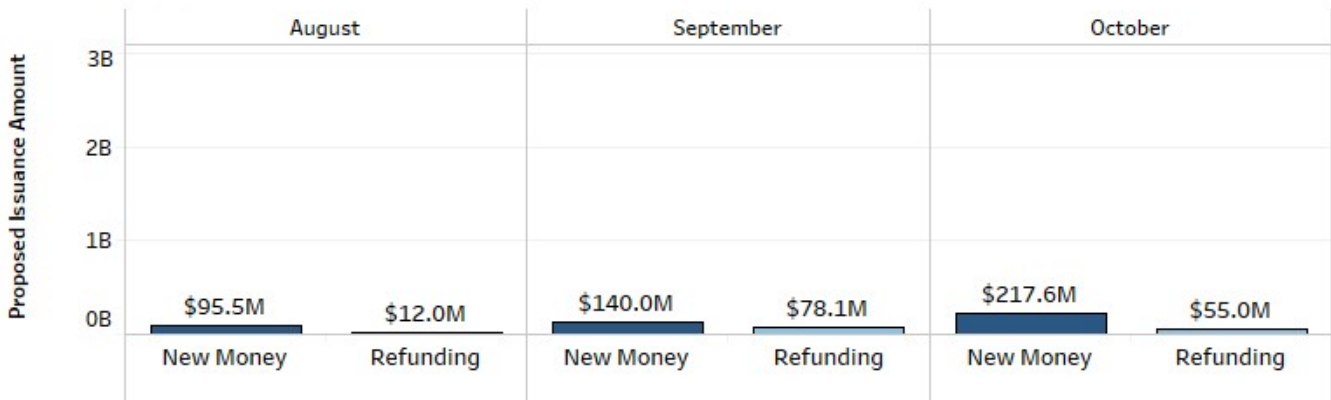 August September October
Proposed Issuance Amount
3B
2B
1B
0B
$95.5M $12.0M $140.0M $78.1M $217.6M $55.0M
New Money Refunding New Money Refunding New Money Refunding